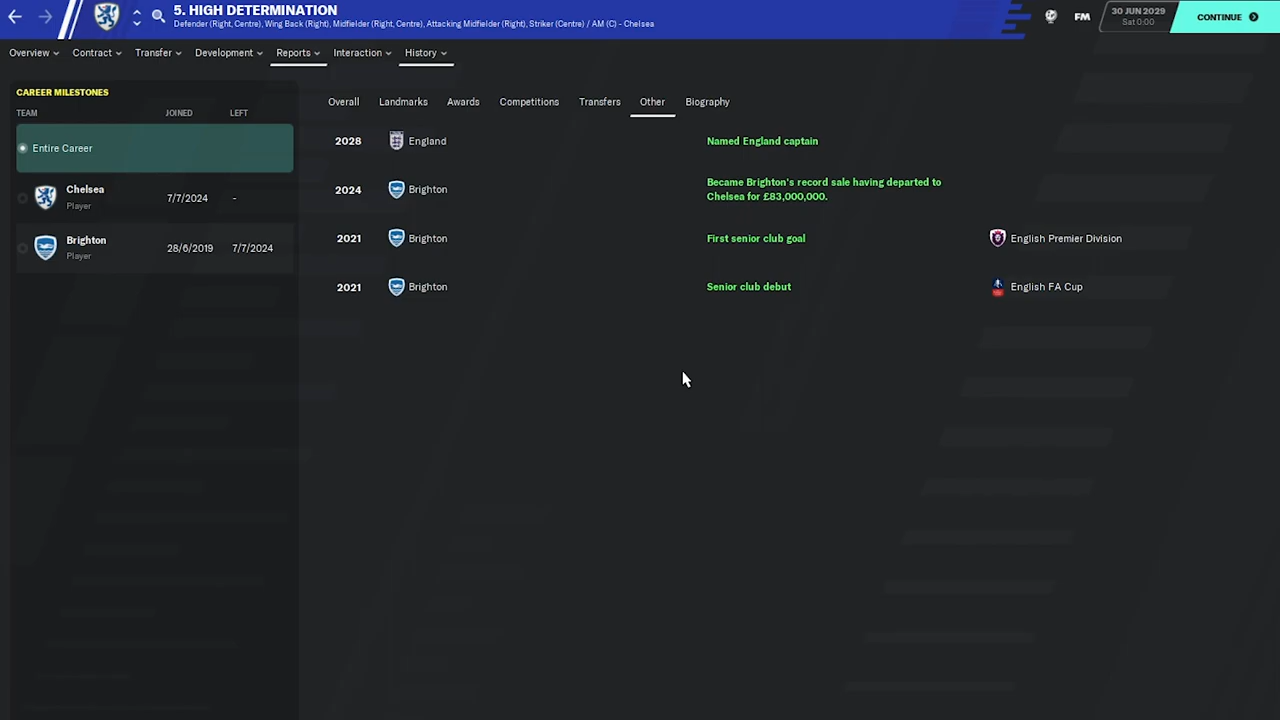 5. HIGH DETERMINATION
Defender (Right, Centre), Wing Back (Right), Midfielder (Right, Centre), Attacking Midfielder (Right), Striker (Centre) / AM (C) - Chelsea
FM
30 JUN 2029
Sat 0:00
CONTINUE
Overview
Contract
Transfer
Development
Reports
Interaction
History
CAREER MILESTONES
TEAM JOINED LEFT
Entire Career
Chelsea
Player
7/7/2024 -
Brighton
Player
28/6/2019 7/7/2024
Overall
Landmarks
Awards
Competitions
Transfers
Other
Biography
2028 England Named England captain
2024 Brighton Became Brighton's record sale having departed to
Chelsea for £83,000,000.
2021 Brighton First senior club goal English Premier Division
2021 Brighton Senior club debut English FA Cup